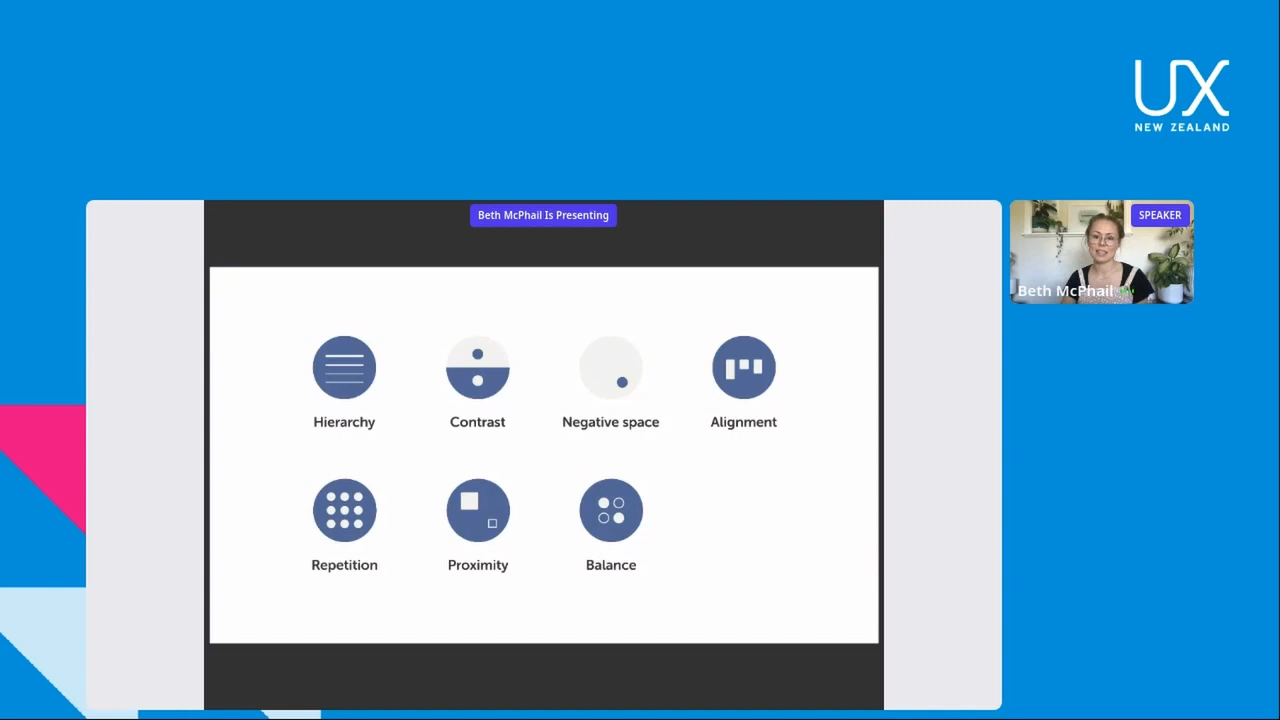 UX
NEW ZEALAND
Beth McPhail Is Presenting
SPEAKER
Beth McPhail
Hierarchy
Contrast
Negative space
Alignment
Repetition
Proximity
Balance